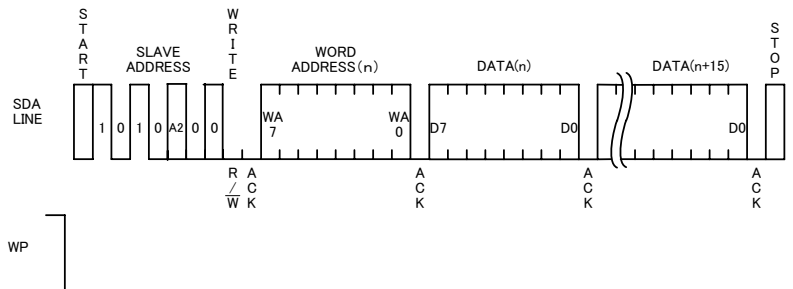 START
SLAVE
ADDRESS
WRITE
WORD
ADDRESS(n)
DATA(n)
DATA(n+15)
STOP
SDA
LINE
1 0 1 0 A2 0 0
WA
7
WA
0
D7
D0
D0
R/W
ACK
ACK
ACK
ACK
WP